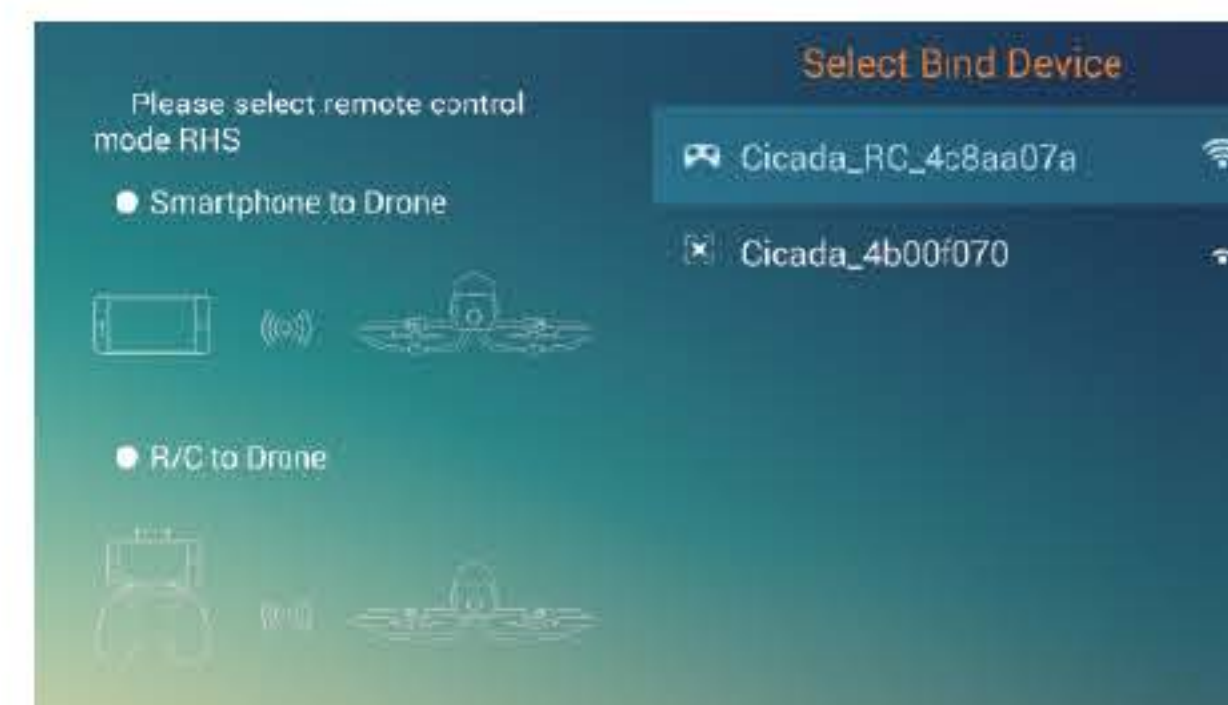 Please select remote control
mode RHS
Smartphone to Drone
R/C to Drone
Select Bind Device
Cicada_RC_4c8aa07a
Cicada_4b00f070